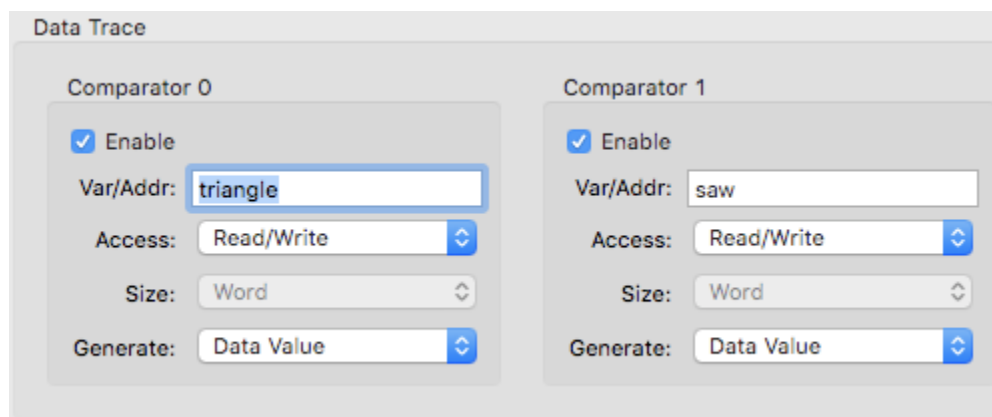 Data Trace
Comparator 0
Enable
Var/Addr: triangle
Access: Read/Write
Size: Word
Generate: Data Value
Comparator 1
Enable
Var/Addr: saw
Access: Read/Write
Size: Word
Generate: Data Value